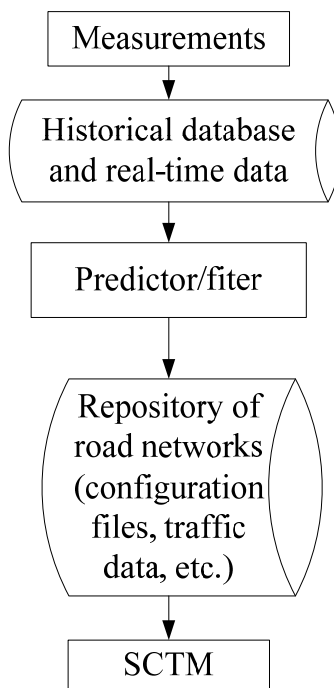 Measurements
Historical database
and real-time data
Predictor/fiter
Repository of
road networks
(configuration
files, traffic
data, etc.)
SCTM